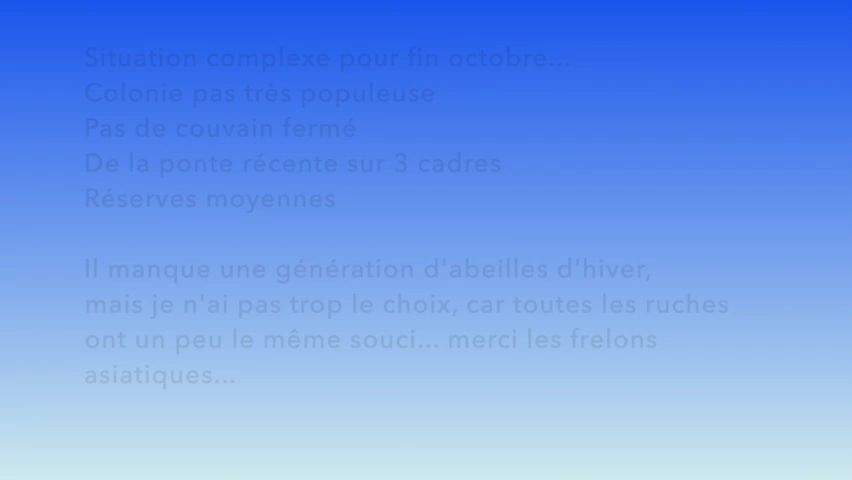 Situation complexe pour fin octobre...
Colonie pas très populeuse
Pas de couvain fermé
De la ponte récente sur 3 cadres
Réserves moyennes
Il manque une génération d'abeilles d'hiver,
mais je n'ai pas trop le choix, car toutes les ruches
ont un peu le même souci... merci les frelons
asiatiques...